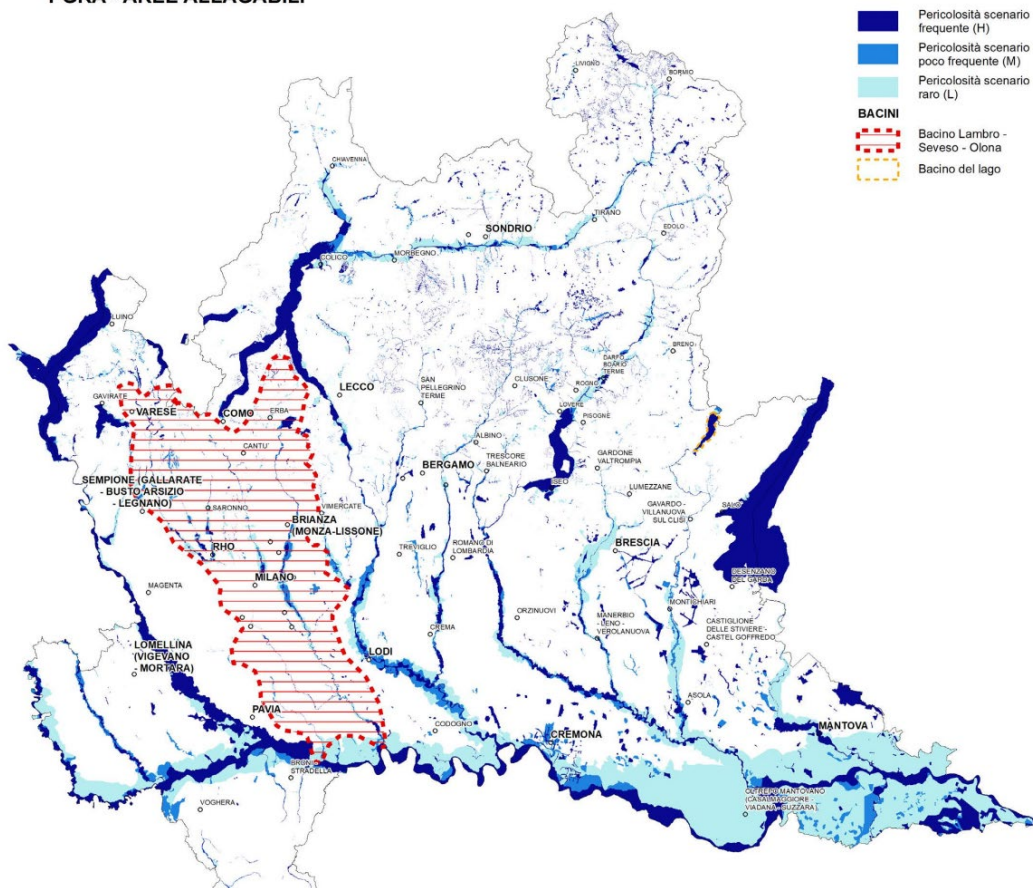 PGRA - AREE ALLAGABILI
Pericolosità scenario
frequente (H)
Pericolosità scenario
poco frequente (M)
Pericolosità scenario
raro (L)
BACINI
Bacino Lambro -
Seveso - Olona
Bacino del lago
LIVIGNO
BORMIO
CHIAVENNA
TIRANO
SONDRIO
EDOLO
MORBEGNO
COLICO
LUINO
BRENO
DARFO
BOARIO
TERME
LECCO
SAN
PELLEGRINO
TERME
CLUSONE
ROGNO
GAVIRATE
VARESE
COMO
ERBA
LOVERE
PISOGNE
ALBINO
CANTU'
TRESCORE
BALNEARIO
GARDONE
VALTROMPIA
BERGAMO
SEMPIONE (GALLARATE
- BUSTO ARSIZIO
- LEGNANO)
ISEO
LUMEZZANE
SARONNO
VIMERCATE
GAVARDO -
VILLANUOVA
SUL CLISI
SALO'
BRIANZA
(MONZA-LISSONE)
RHO
TREVIGLIO
ROMANO DI
LOMBARDIA
BRESCIA
MILANO
DESENZANO
DEL GARDA
MAGENTA
ORZINUOVI
MANERBIO
- LENO -
VEROLANUOVA
MONTICHIARI
CASTIGLIONE
DELLE STIVIERE -
CASTEL GOFFREDO
CREMA
LOMELLINA
(VIGEVANO
- MORTARA)
LODI
ASOLA
PAVIA
CODOGNO
CREMONA
MANTOVA
STRADELLA
VOGHERA
OLTREPO MANTOVANO
(CASALMAGGIORE -
VIADANA - SUZZARA)